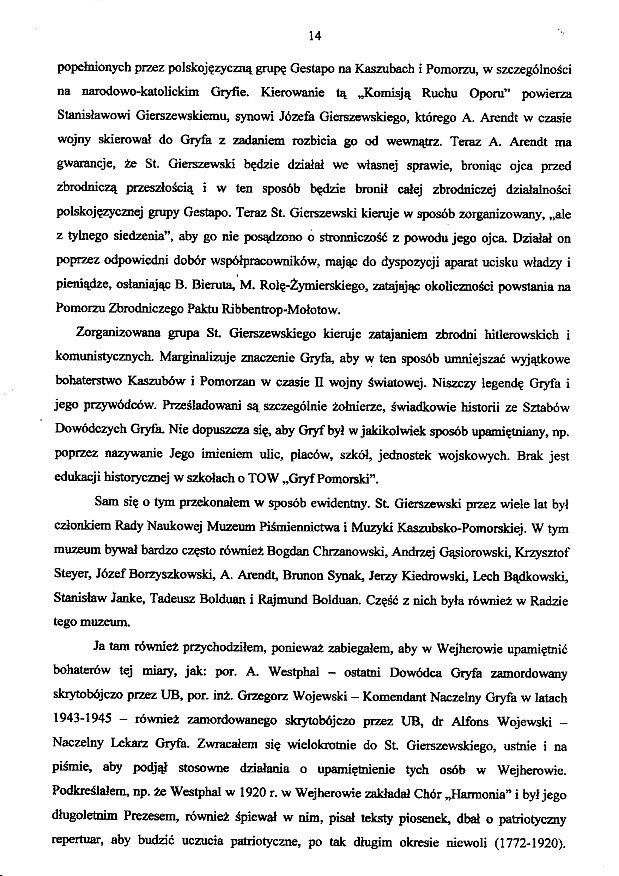 14
popełnionych przez polskojęzyczną grupę Gestapo na Kaszubach i Pomorzu, w szczególności
na narodowo-katolickim Gryfie. Kierowanie tą „Komisją Ruchu Oporu” powierza
Stanisławowi Gierszewskiemu, synowi Józefa Gierszewskiego, którego A. Arendt w czasie
wojny skierował do Gryfa z zadaniem rozbicia go od wewnątrz. Teraz A. Arendt ma
gwarancje, że St. Gierszewski będzie działał we własnej sprawie, broniąc ojca przed
zbrodniczą przeszłością i w ten sposób będzie bronił całej zbrodniczej działalności
polskojęzycznej grupy Gestapo. Teraz St. Gierszewski kieruje w sposób zorganizowany, „ale
z tylnego siedzenia”, aby go nie posądzono o stronniczość z powodu jego ojca. Działał on
poprzez odpowiedni dobór współpracowników, mając do dyspozycji aparat ucisku władzy i
pieniądze, osłaniając B. Bieruta, M. Rolę-Żymierskiego, zatajając okoliczności powstania na
Pomorzu Zbrodniczego Paktu Ribbentrop-Mołotow.
Zorganizowana grupa St. Gierszewskiego kieruje zatajaniem zbrodni hitlerowskich i
komunistycznych. Marginalizuje znaczenie Gryfa, aby w ten sposób umniejszać wyjątkowe
bohaterstwo Kaszubów i Pomorzan w czasie II wojny światowej. Niszczy legendę Gryfa i
jego przywódców. Prześladowani są szczególnie żołnierze, świadkowie historii ze Sztabów
Dowódczych Gryfa. Nie dopuszcza się, aby Gryf był w jakikolwiek sposób upamiętniany, np.
poprzez nazywanie Jego imieniem ulic, placów, szkół, jednostek wojskowych. Brak jest
edukacji historycznej w szkołach o TOW „Gryf Pomorski”.
Sam się o tym przekonałem w sposób ewidentny. St. Gierszewski przez wiele lat był
członkiem Rady Naukowej Muzeum Piśmiennictwa i Muzyki Kaszubsko-Pomorskiej. W tym
muzeum bywał bardzo często również Bogdan Chrzanowski, Andrzej Gąsiorowski, Krzysztof
Steyer, Józef Borzyszkowski, A. Arendt, Brunon Synak, Jerzy Kiedrowski, Lech Bądkowski,
Stanisław Janke, Tadeusz Bolduan i Rajmund Bolduan. Część z nich była również w Radzie
tego muzeum.
Ja tam również przychodziłem, ponieważ zabiegałem, aby w Wejherowie upamiętnić
bohaterów tej miary, jak: por. A. Westphal – ostatni Dowódca Gryfa zamordowany
skrytobójczo przez UB, por. inż. Grzegorz Wojewski – Komendant Naczelny Gryfa w latach
1943-1945 – również zamordowanego skrytobójczo przez UB, dr Alfons Wojewski –
Naczelny Lekarz Gryfa. Zwracałem się wielokrotnie do St. Gierszewskiego, ustnie i na
piśmie, aby podjął stosowne działania o upamiętnienie tych osób w Wejherowie.
Podkreślałem, np. że Westphal w 1920 r. w Wejherowie zakładał Chór „Harmonia” i był jego
długoletnim Prezesem, również śpiewał w nim, pisał teksty piosenek, dbał o patriotyczny
repertuar, aby budzić uczucia patriotyczne, po tak długim okresie niewoli (1772-1920).